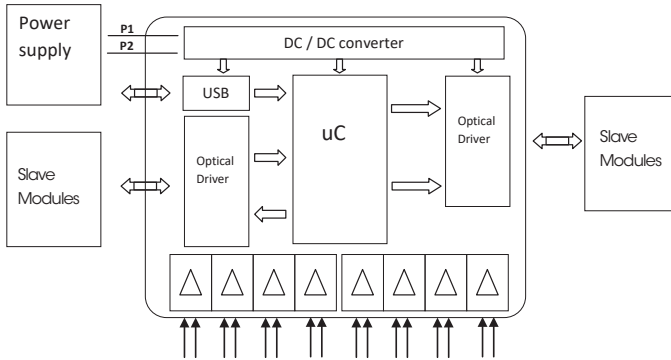 Power
supply
P1
P2
DC / DC converter
USB
uC
Optical
Driver
Optical
Driver
Slave
Modules
Slave
Modules